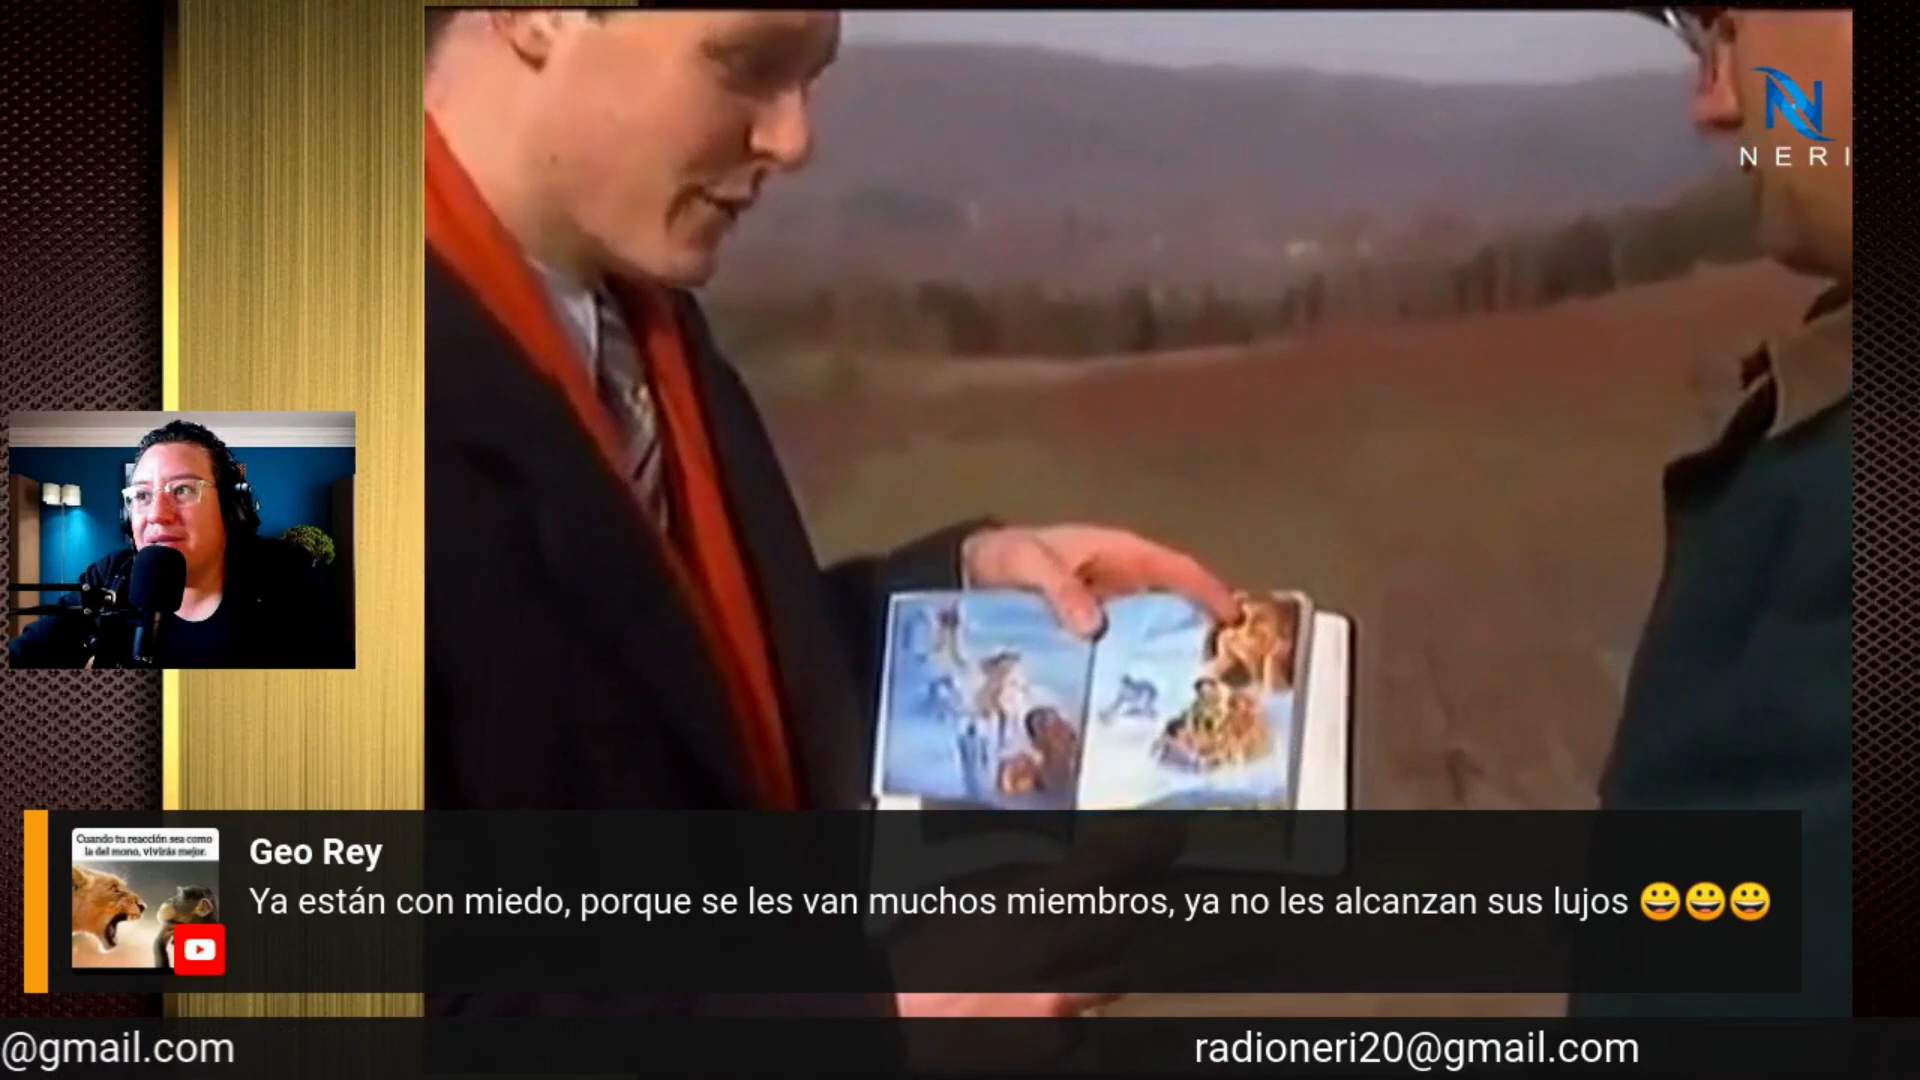 NERI
Cuando tu reacción sea como
la del mono, vivirás mejor.
Geo Rey
Ya están con miedo, porque se les van muchos miembros, ya no les alcanzan sus lujos 😀😀😀
@gmail.com
radioneri20@gmail.com